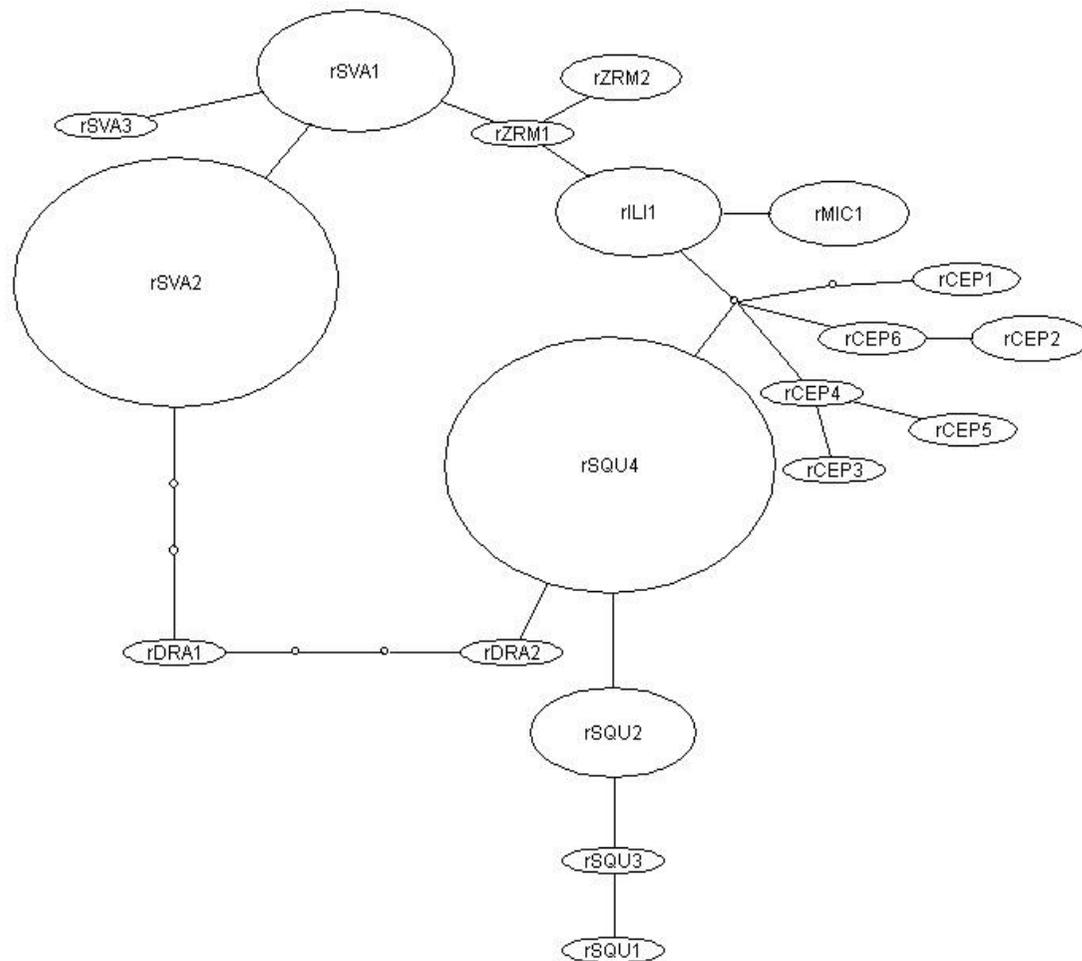 rSVA1
rZRM2
rSVA3
rZRM1
rILI1
rMIC1
rSVA2
rCEP1
rCEP6
rCEP2
rCEP4
rCEP5
rSQU4
rCEP3
rDRA1
rDRA2
rSQU2
rSQU3
rSQU1